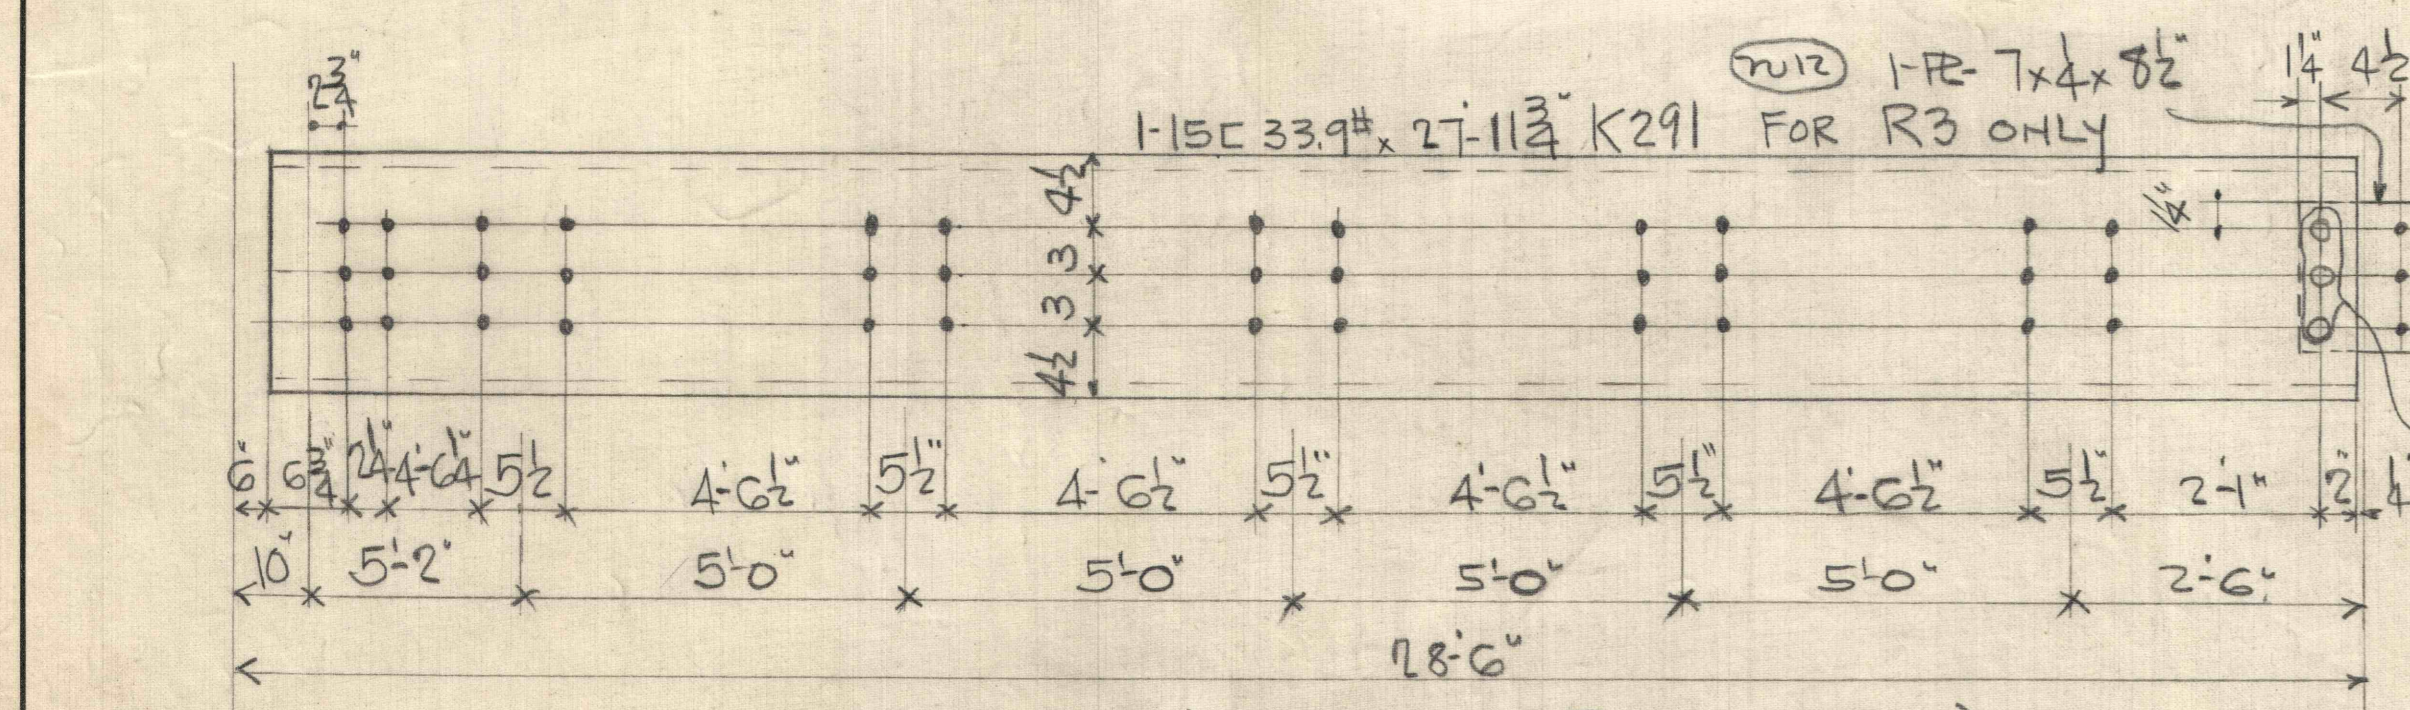 2 3/4"
n12 1-PL- 7x1/4x 8 1/2"
1 1/4" 4 1/2
1-15[ 33.9# x 27'-11 3/4" K291 FOR R3 ONLY
4 1/2
3
3
4 1/2
1/4"
6" 6 3/4" 2 1/4" 4'-6 1/4" 5 1/2 4'-6 1/2" 5 1/2" 4'-6 1/2" 5 1/2" 4'-6 1/2" 5 1/2" 4'-6 1/2" 5 1/2" 2'-1" 2"
10" 5'-2" 5'-0" 5'-0" 5'-0" 5'-0" 2'-6"
28'-6"